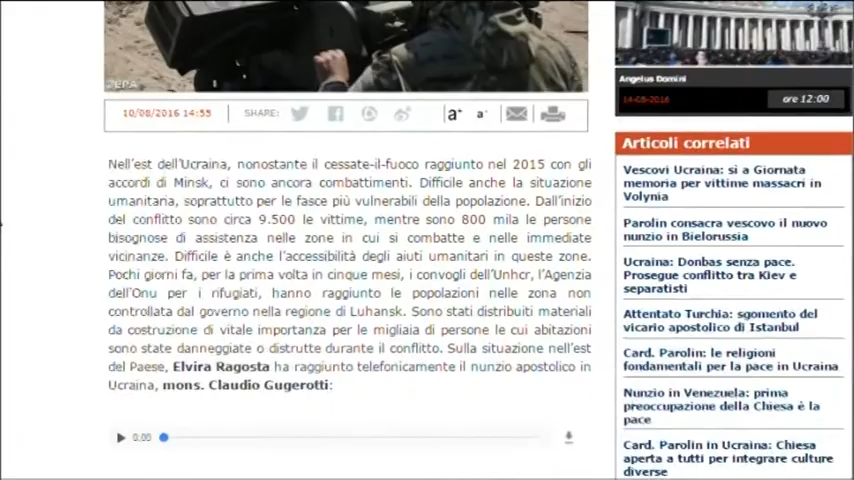 ©EPA
10/08/2016 14:55
SHARE:
a+ a-
Nell'est dell'Ucraina, nonostante il cessate-il-fuoco raggiunto nel 2015 con gli
accordi di Minsk, ci sono ancora combattimenti. Difficile anche la situazione
umanitaria, soprattutto per le fasce più vulnerabili della popolazione. Dall'inizio
del conflitto sono circa 9.500 le vittime, mentre sono 800 mila le persone
bisognose di assistenza nelle zone in cui si combatte e nelle immediate
vicinanze. Difficile è anche l'accessibilità degli aiuti umanitari in queste zone.
Pochi giorni fa, per la prima volta in cinque mesi, i convogli dell'Unhcr, l'Agenzia
dell'Onu per i rifugiati, hanno raggiunto le popolazioni nelle zona non
controllata dal governo nella regione di Luhansk. Sono stati distribuiti materiali
da costruzione di vitale importanza per le migliaia di persone le cui abitazioni
sono state danneggiate o distrutte durante il conflitto. Sulla situazione nell'est
del Paese, Elvira Ragosta ha raggiunto telefonicamente il nunzio apostolico in
Ucraina, mons. Claudio Gugerotti:
0:00
Angelus Domini
14-08-2016
ore 12:00
Articoli correlati
Vescovi Ucraina: sì a Giornata
memoria per vittime massacri in
Volynia
Parolin consacra vescovo il nuovo
nunzio in Bielorussia
Ucraina: Donbas senza pace.
Prosegue conflitto tra Kiev e
separatisti
Attentato Turchia: sgomento del
vicario apostolico di Istanbul
Card. Parolin: le religioni
fondamentali per la pace in Ucraina
Nunzio in Venezuela: prima
preoccupazione della Chiesa è la
pace
Card. Parolin in Ucraina: Chiesa
aperta a tutti per integrare culture
diverse